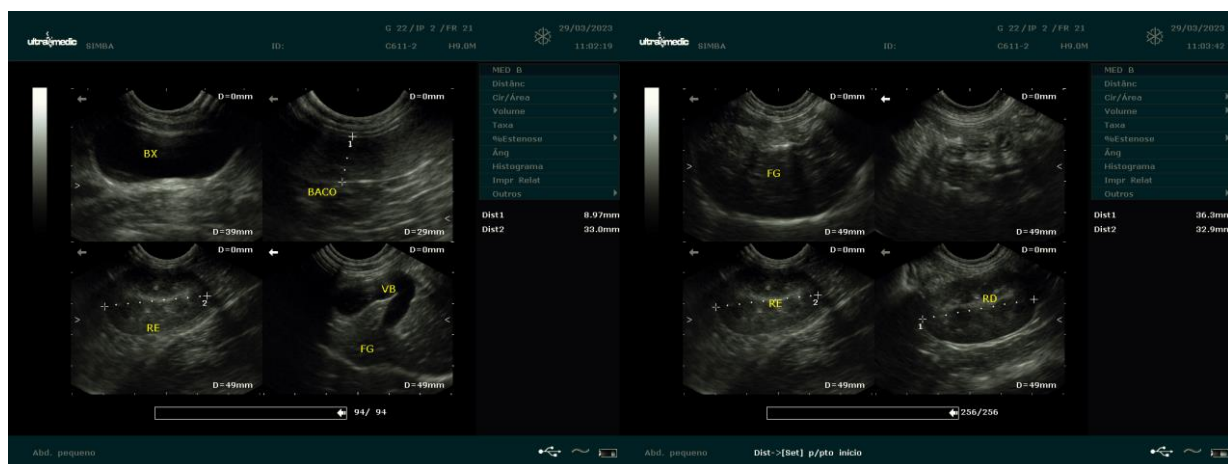 G 22/IP 2 /FR 21
29/03/2023
ultramedic SIMBA
ID:
C611-2 H9.0M
11:02:19
D=0mm
D=0mm
BX
1
BACO
D=39mm
D=29mm
D=0mm
D=0mm
2
RE
VB
FG
D=49mm
D=49mm
94/ 94
MED B
Distânc
Cir/Área
Volume
Taxa
%Estenose
Âng
Histograma
Impr Relat
Outros
Dist1 8.97mm
Dist2 33.0mm
Abd. pequeno
G 22/IP 2 /FR 21
29/03/2023
ultramedic SIMBA
ID:
C611-2 H9.0M
11:03:42
D=0mm
D=0mm
FG
D=49mm
D=49mm
D=0mm
D=0mm
RE
2
RD
1
D=49mm
D=49mm
256/256
MED B
Distânc
Cir/Área
Volume
Taxa
%Estenose
Âng
Histograma
Impr Relat
Outros
Dist1 36.3mm
Dist2 32.9mm
Abd. pequeno
Dist->[Set] p/pto início